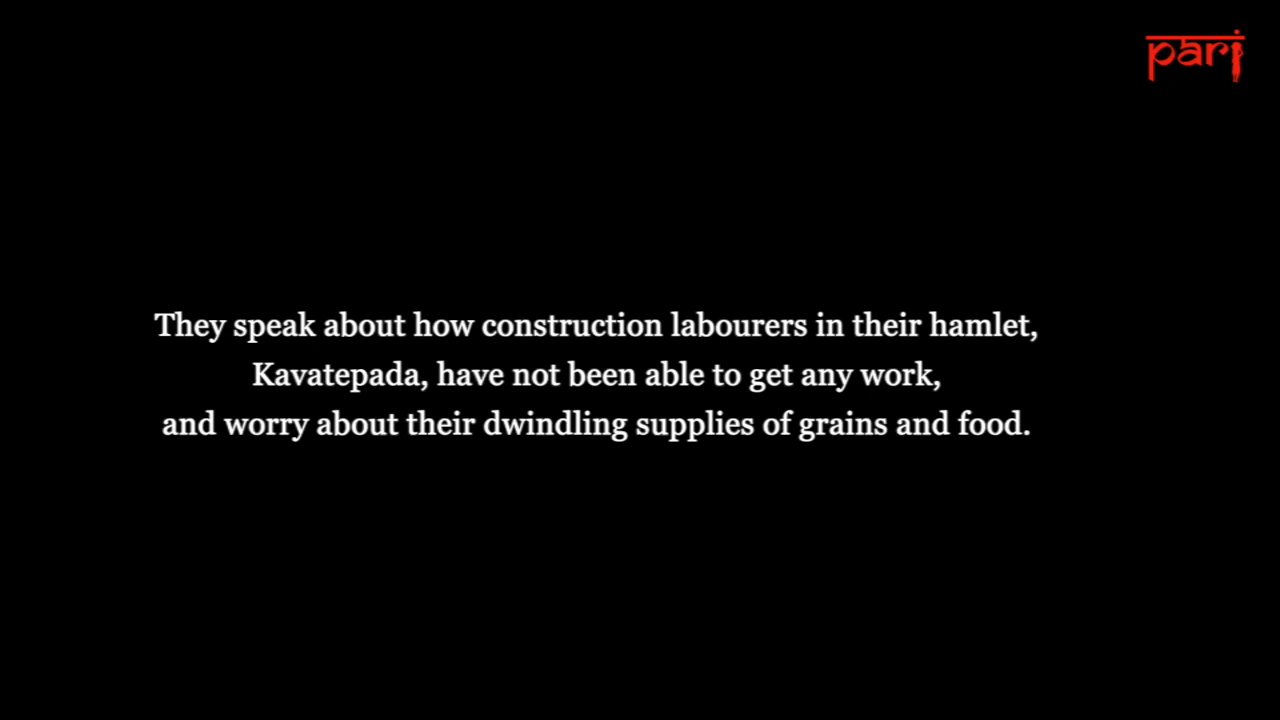 pari
They speak about how construction labourers in their hamlet,
Kavatepada, have not been able to get any work,
and worry about their dwindling supplies of grains and food.